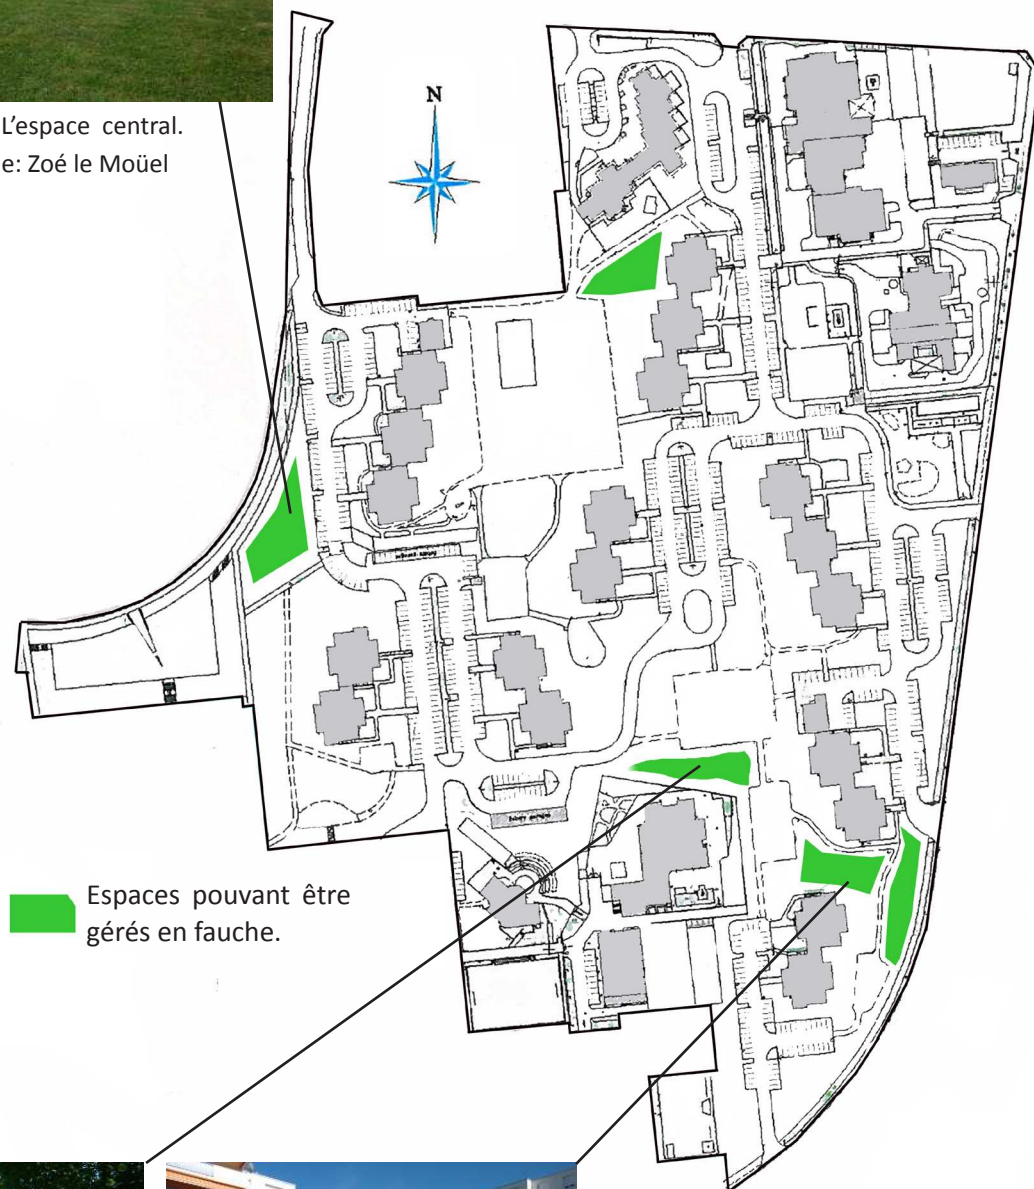 L'espace central.
e: Zoé le Moüel
N
Espaces pouvant être
gérés en fauche.